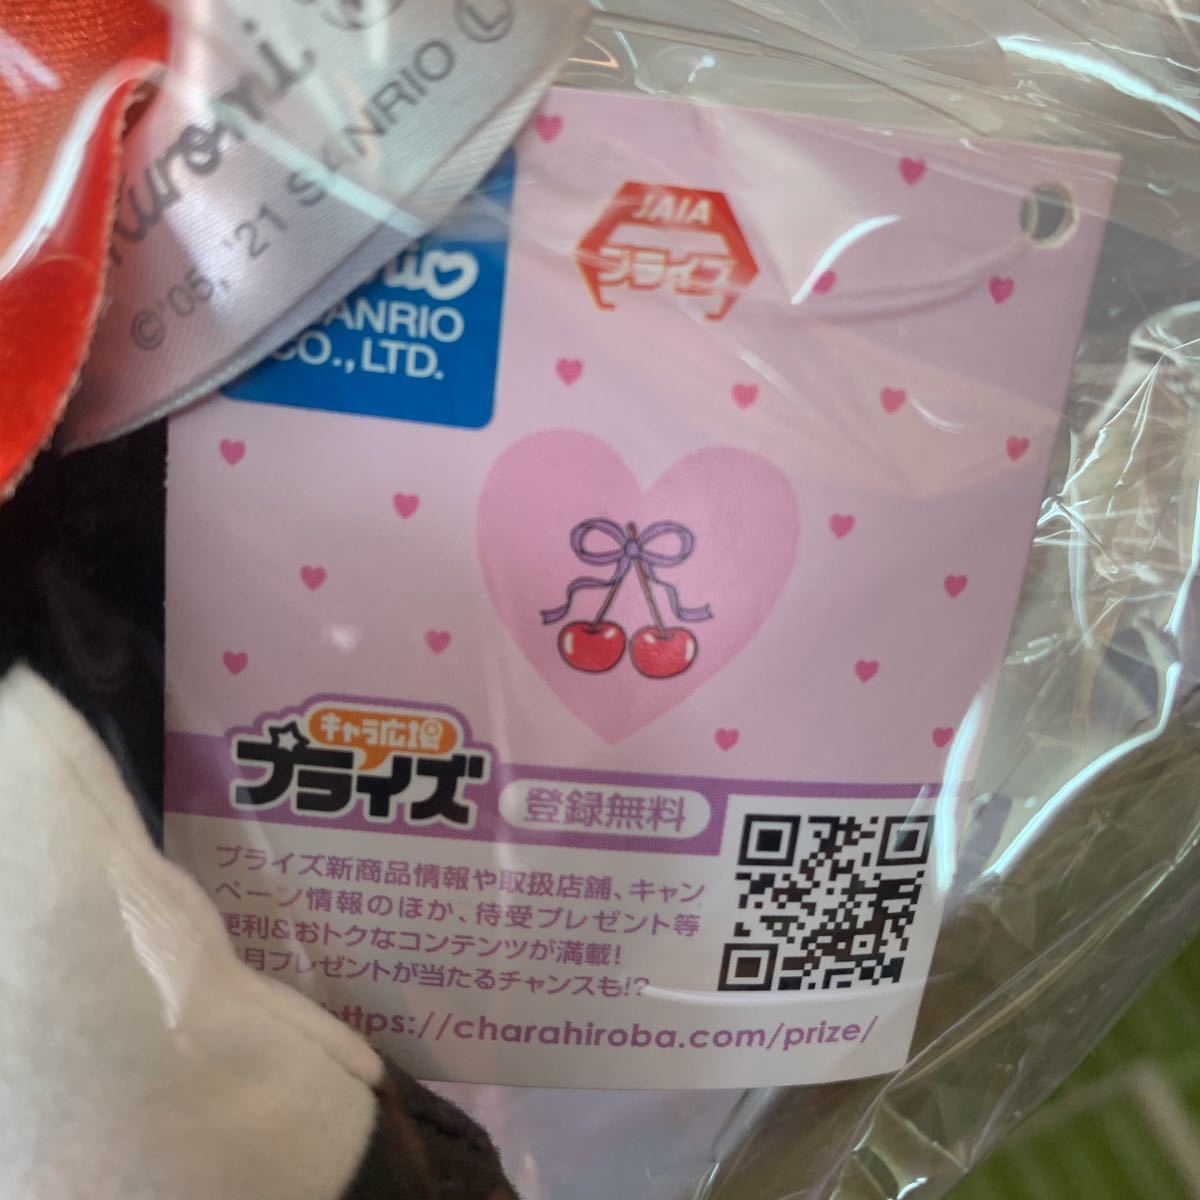 Kuromi
©'05, '21 SANRIO Ⓛ
SANRIO
CO., LTD.
JAIA
プライズ
キャラ広場
プライズ
登録無料
プライズ新商品情報や取扱店舗、キャン
ペーン情報のほか、待受プレゼント等
便利&おトクなコンテンツが満載!
月プレゼントが当たるチャンスも!?
https://charahiroba.com/prize/